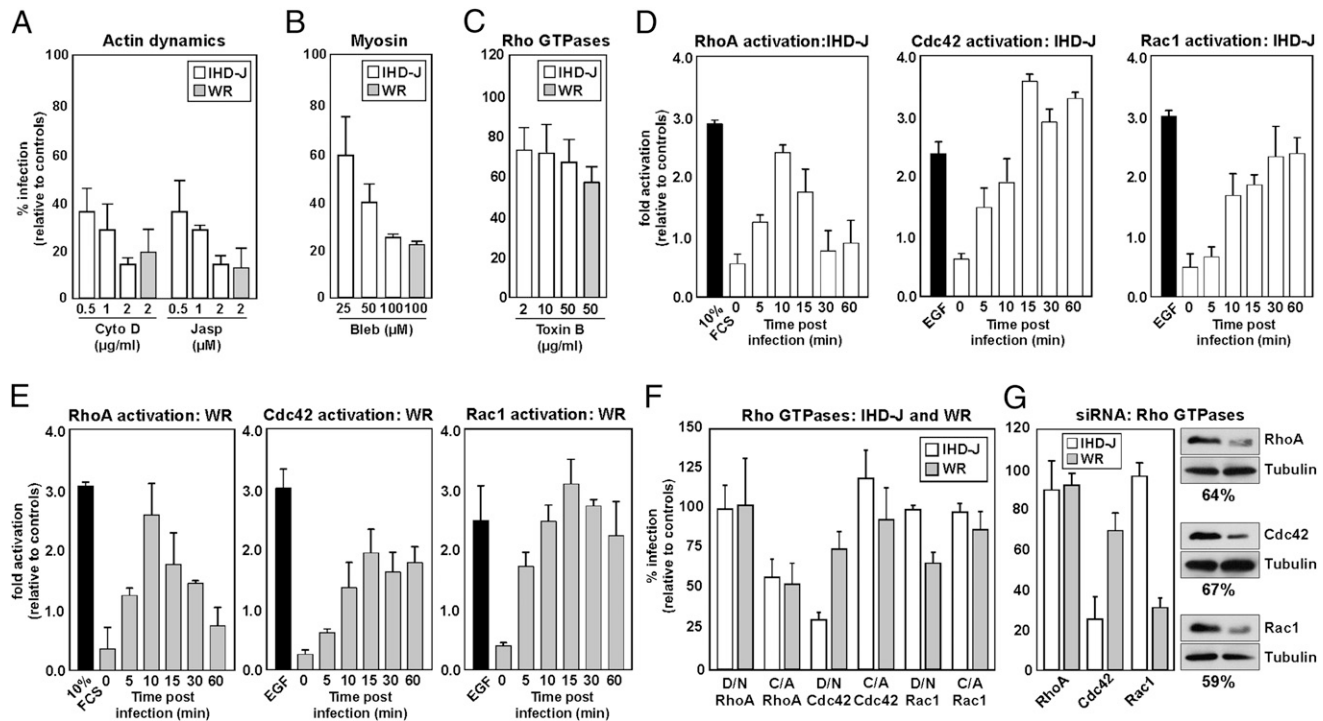 A
Actin dynamics
% infection
(relative to controls)
100
80
60
40
20
0
IHD-J
WR
0.5 1 2 2 0.5 1 2 2
Cyto D Jasp
(µg/ml) (µM)
B
Myosin
100
80
60
40
20
0
IHD-J
WR
25 50 100 100
Bleb (µM)
C
Rho GTPases
120
100
80
60
40
20
0
IHD-J
WR
2 10 50 50
Toxin B
(µg/ml)
D
RhoA activation:IHD-J
fold activation
(relative to controls)
4.0
3.0
2.0
1.0
0.0
10%
FCS
0 5 10 15 30 60
Time post
infection (min)
Cdc42 activation: IHD-J
4.0
3.0
2.0
1.0
0.0
EGF
0 5 10 15 30 60
Time post
infection (min)
Rac1 activation: IHD-J
4.0
3.0
2.0
1.0
0.0
EGF
0 5 10 15 30 60
Time post
infection (min)
E
RhoA activation: WR
fold activation
(relative to controls)
4.0
3.0
2.0
1.0
0.0
10%
FCS
0 5 10 15 30 60
Time post
infection (min)
Cdc42 activation: WR
4.0
3.0
2.0
1.0
0.0
EGF
0 5 10 15 30 60
Time post
infection (min)
Rac1 activation: WR
4.0
3.0
2.0
1.0
0.0
EGF
0 5 10 15 30 60
Time post
infection (min)
F
Rho GTPases: IHD-J and WR
% infection
(relative to controls)
150
125
100
75
50
25
0
IHD-J
WR
D/N C/A D/N C/A D/N C/A
RhoA RhoA Cdc42 Cdc42 Rac1 Rac1
G
siRNA: Rho GTPases
120
100
80
60
40
20
0
IHD-J
WR
RhoA
Cdc42
Rac1
RhoA
Tubulin
64%
Cdc42
Tubulin
67%
Rac1
Tubulin
59%